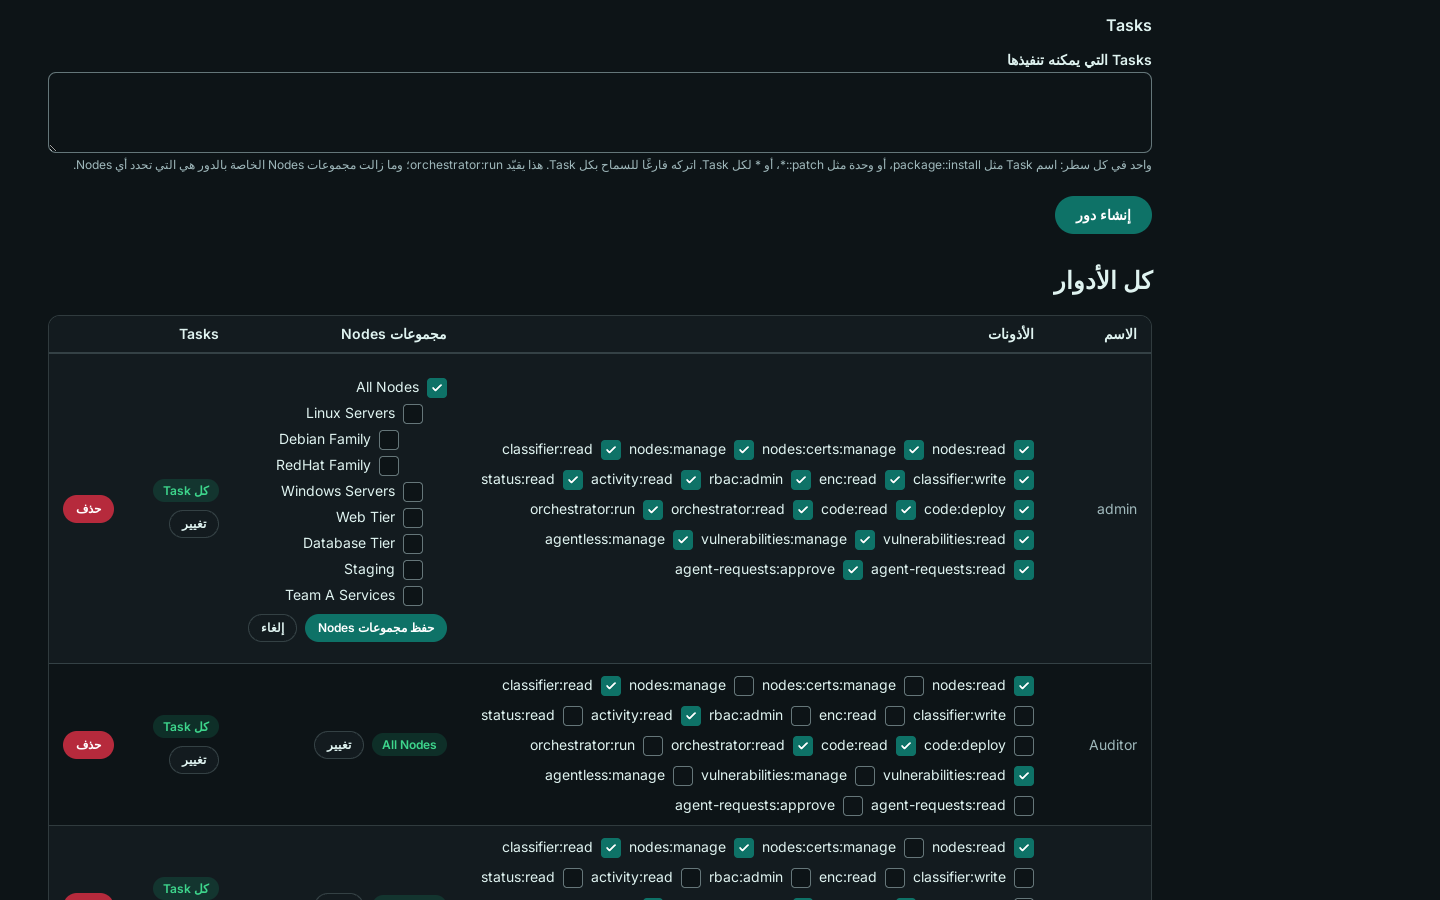 Tasks
Tasks التي يمكنه تنفيذها
واحد في كل سطر: اسم Task مثل package::install، أو وحدة مثل patch::*، أو * لكل Task. اتركه فارغًا للسماح بكل Task. هذا يقيّد orchestrator:run؛ وما زالت مجموعات Nodes الخاصة بالدور هي التي تحدد أي Nodes.
إنشاء دور
كل الأدوار
الاسم الأذونات مجموعات Nodes Tasks
admin
nodes:read nodes:certs:manage nodes:manage classifier:read
classifier:write enc:read rbac:admin activity:read status:read
code:deploy code:read orchestrator:read orchestrator:run
vulnerabilities:read vulnerabilities:manage agentless:manage
agent-requests:read agent-requests:approve
All Nodes
Linux Servers
Debian Family
RedHat Family
Windows Servers
Web Tier
Database Tier
Staging
Team A Services
حفظ مجموعات Nodes إلغاء
كل Task
تغيير
حذف
Auditor
nodes:read nodes:certs:manage nodes:manage classifier:read
classifier:write enc:read rbac:admin activity:read status:read
code:deploy code:read orchestrator:read orchestrator:run
vulnerabilities:read vulnerabilities:manage agentless:manage
agent-requests:read agent-requests:approve
All Nodes تغيير
كل Task
تغيير
حذف
nodes:read nodes:certs:manage nodes:manage classifier:read
classifier:write enc:read rbac:admin activity:read status:read
كل Task